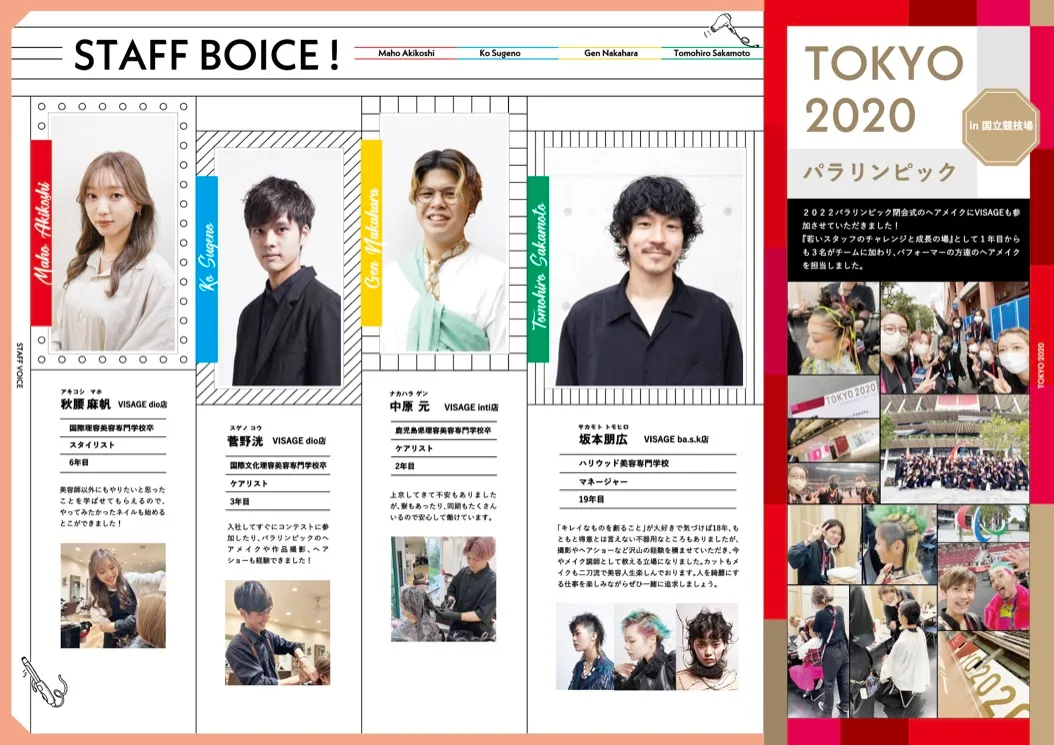 STAFF BOICE !
Maho Akikoshi
Ko Sugeno
Gen Nakahara
Tomohiro Sakamoto
STAFF VOICE
Maho Akikoshi
アキコシ マホ
秋腰 麻帆 VISAGE dio店
国際理容美容専門学校卒
スタイリスト
6年目
美容師以外にもやりたいと思った
ことを学ばせてもらえるので、
やってみたかったネイルも始める
とこができました！
Ko Sugeno
スゲノ コウ
菅野洸 VISAGE dio店
国際文化理容美容専門学校卒
ケアリスト
3年目
入社してすぐにコンテストに参
加したり、パラリンピックのヘ
アメイクや作品撮影、ヘア
ショーも経験できました！
Gen Nakahara
ナカハラ ゲン
中原 元 VISAGE inti店
鹿児島県理容美容専門学校卒
ケアリスト
2年目
上京してきて不安もありました
が、寮もあったり、同期もたくさん
いるので安心して働けています。
Tomohiro Sakamoto
サカモト トモヒロ
坂本朋広 VISAGE ba.s.k店
ハリウッド美容専門学校
マネージャー
19年目
「キレイなものを創ること」が大好きで気づけば18年、も
ともと得意とは言えない不器用なところもありましたが、
撮影やヘアショーなど沢山の経験を積ませていただき、今
やメイク講師として教える立場になりました。カットもメ
イクも二刀流で美容人生楽しんでおります。人を綺麗にす
る仕事を楽しみながらぜひ一緒に追求しましょう。
TOKYO
2020
in 国立競技場
パラリンピック
２０２２パラリンピック閉会式のヘアメイクにVISAGEも参
加させていただきました！
『若いスタッフのチャレンジと成長の場』として１年目から
も３名がチームに加わり、パフォーマーの方達のヘアメイク
を担当しました。
TOKYO 2020
TOKYO 2020
2020